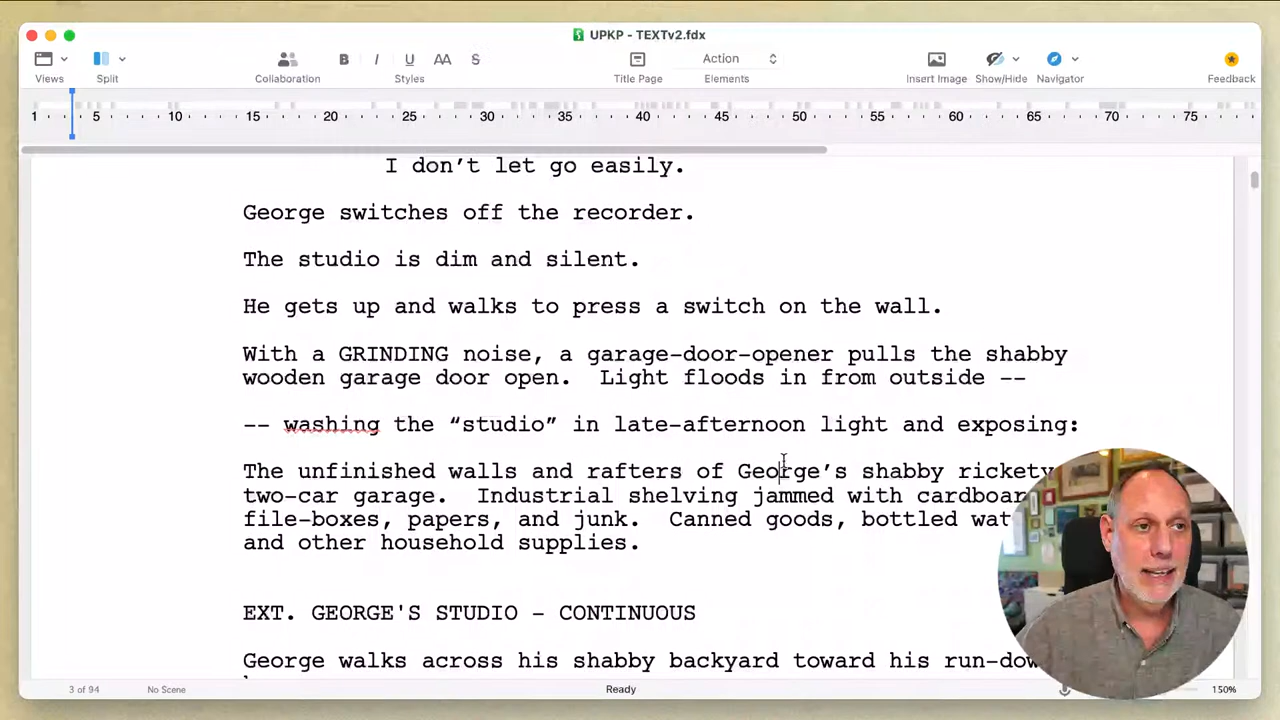 UPKP - TEXTv2.fdx
B I U AA S Action
Views Split Collaboration Styles Title Page Elements Insert Image Show/Hide Navigator Feedback
1 5 10 15 20 25 30 35 40 45 50 55 60 65 70 75
I don’t let go easily.
George switches off the recorder.
The studio is dim and silent.
He gets up and walks to press a switch on the wall.
With a GRINDING noise, a garage-door-opener pulls the shabby
wooden garage door open. Light floods in from outside --
-- washing the “studio” in late-afternoon light and exposing:
The unfinished walls and rafters of George’s shabby rickety
two-car garage. Industrial shelving jammed with cardboar
file-boxes, papers, and junk. Canned goods, bottled wat
and other household supplies.
EXT. GEORGE'S STUDIO - CONTINUOUS
George walks across his shabby backyard toward his run-dow
3 of 94 No Scene Ready 150%